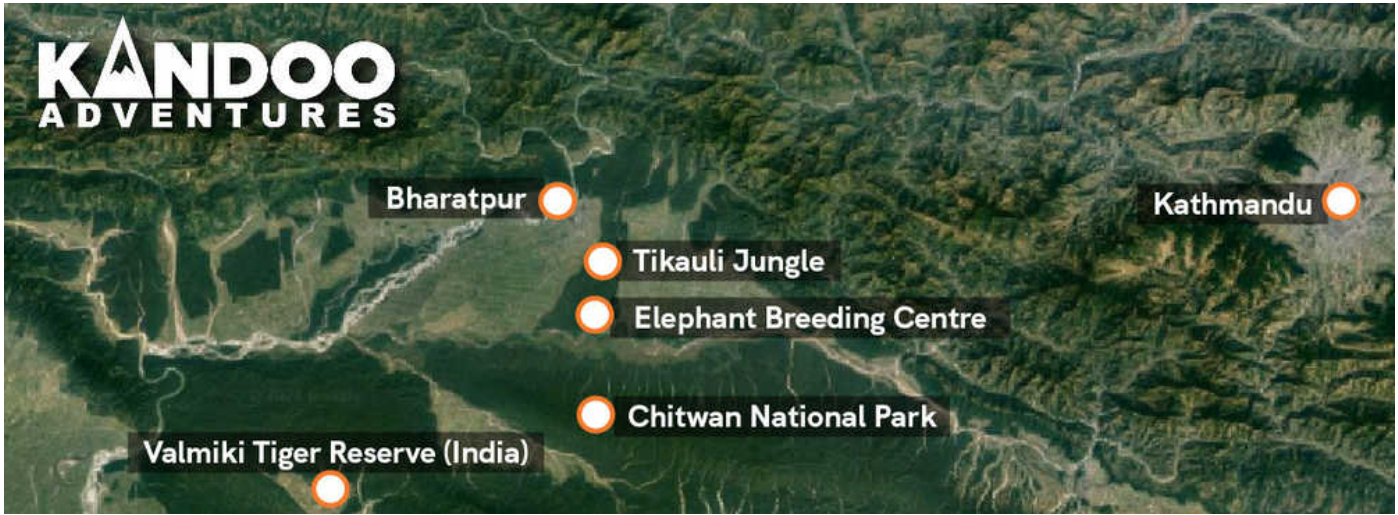 KANDOO
ADVENTURES
Bharatpur
Kathmandu
Tikauli Jungle
Elephant Breeding Centre
Chitwan National Park
Valmiki Tiger Reserve (India)